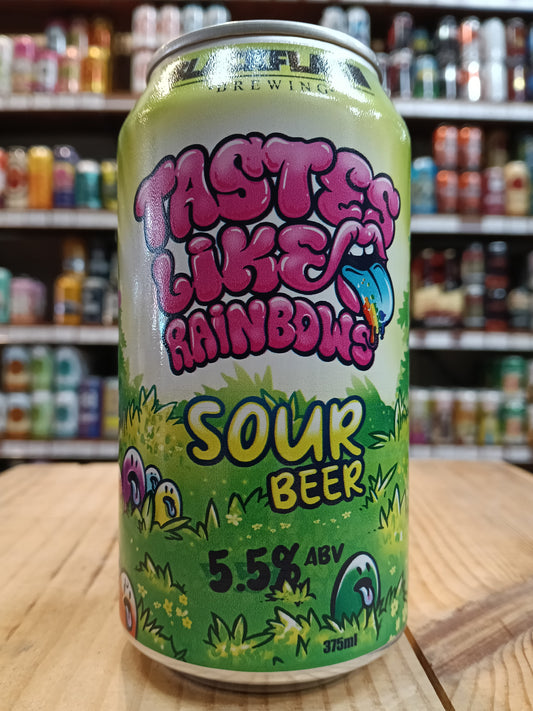 BREWING
TASTES
LIKE
RAINBOWS
SOUR
BEER
5.5% ABV
375ml